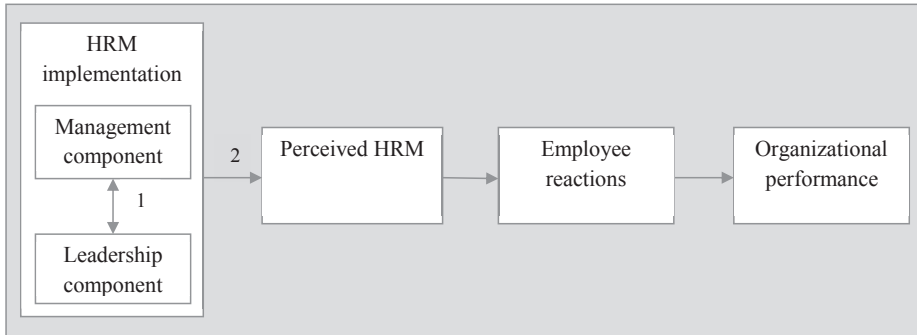 HRM
implementation
Management
component
1
Leadership
component
2
Perceived HRM
Employee
reactions
Organizational
performance